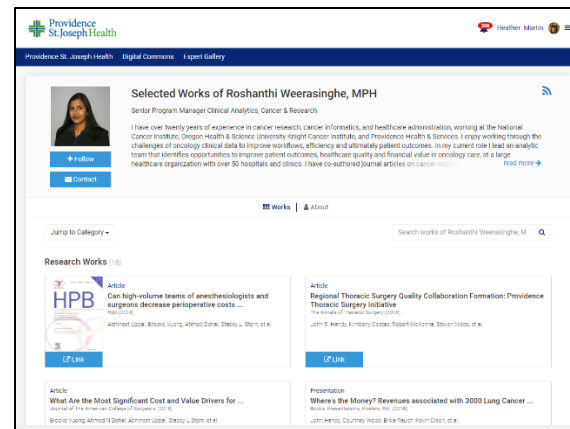 Providence
St.Joseph Health
Heather Martin
Providence St. Joseph Health Digital Commons Expert Gallery
Selected Works of Roshanthi Weerasinghe, MPH
Senior Program Manager Clinical Analytics, Cancer & Research
I have over twenty years of experience in cancer research, cancer informatics, and healthcare administration, working at the National
Cancer Institute, Oregon Health & Science University Knight Cancer Institute, and Providence Health & Services. I enjoy working through the
challenges of oncology clinical data to improve workflows, efficiency and ultimately patient outcomes. In my current role I lead an analytic
team that identifies opportunities to improve patient outcomes, healthcare quality and financial value in oncology care, at a large
healthcare organization with over 50 hospitals and clinics. I have co-authored journal articles on cancer
read more
+ Follow
Contact
Works | About
Jump to Category
Search works of Roshanthi Weerasinghe, M
Research Works (75)
HPB
Link
Article
Can high-volume teams of anesthesiologists and
surgeons decrease perioperative costs ...
HPB (2018)
Abhineet Uppal, Brooke Vuong, Ahmed Dehal, Stacey L. Stern, et al.
Article
Regional Thoracic Surgery Quality Collaboration Formation: Providence
Thoracic Surgery Initiative
The Annals of Thoracic Surgery (2018)
John R. Handy, Kimberly Costas, Robert McKenna, Steven Nisco, et al.
Link
Article
What Are the Most Significant Cost and Value Drivers for ...
Journal of The American College of Surgeons (2018)
Brooke Vuong, Ahmed N Dehal, Abhineet Uppal, Stacey L Stern, et al.
Presentation
Where's the Money? Revenues associated with 3000 Lung Cancer ...
Books, Presentations, Posters, Etc. (2018)
John Handy, Courtney Wood, Erika Rauch, Kevin Olson, et al.